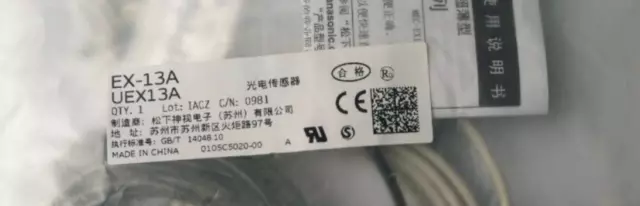 EX-13A
光电传感器
UEX13A
QTY. 1 Lot: IACZ C/N: 0981
制造商: 松下神视电子（苏州）有限公司
地址: 苏州市苏州新区火炬路97号
执行标准号: GB/T 14048.10
MADE IN CHINA 0105C5020-00 A
合格
CE
使用说明书